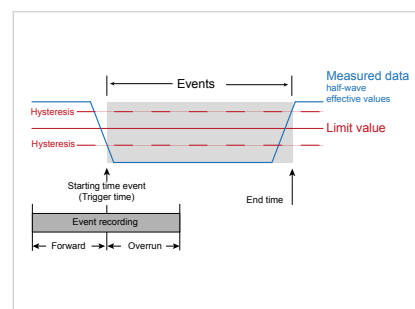 Events
Measured data
half-wave
effective values
Hysteresis
Limit value
Hysteresis
Starting time event
(Trigger time)
End time
Event recording
Forward
Overrun